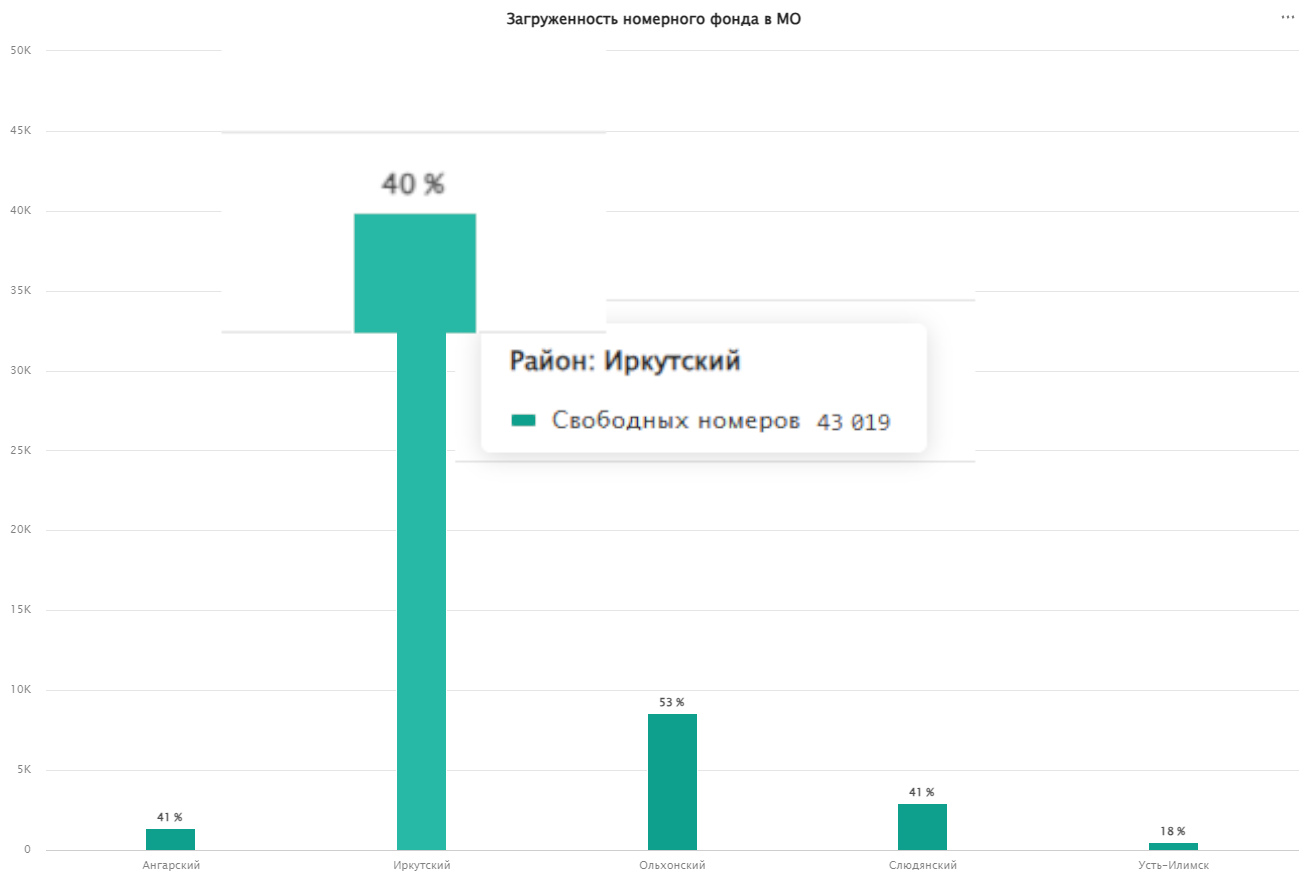 Загруженность номерного фонда в МО
...
50K
45K
40 %
40K
35K
Район: Иркутский
30K
Свободных номеров 43 019
25K
20K
15K
10K
53 %
5K
41 %
41 %
18 %
0
Ангарский
Иркутский
Ольхонский
Слюдянский
Усть-Илимск